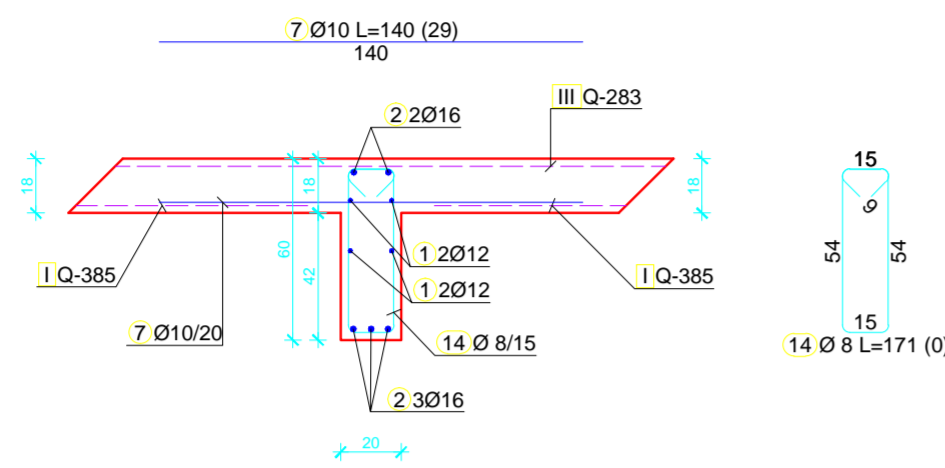 7 Ø10 L=140 (29)
140
III Q-283
2 2Ø16
18
60
18
42
18
15
9
54
54
15
14 Ø 8 L=171 (0)
I Q-385
1 2Ø12
1 2Ø12
I Q-385
7 Ø10/20
14 Ø 8/15
2 3Ø16
20